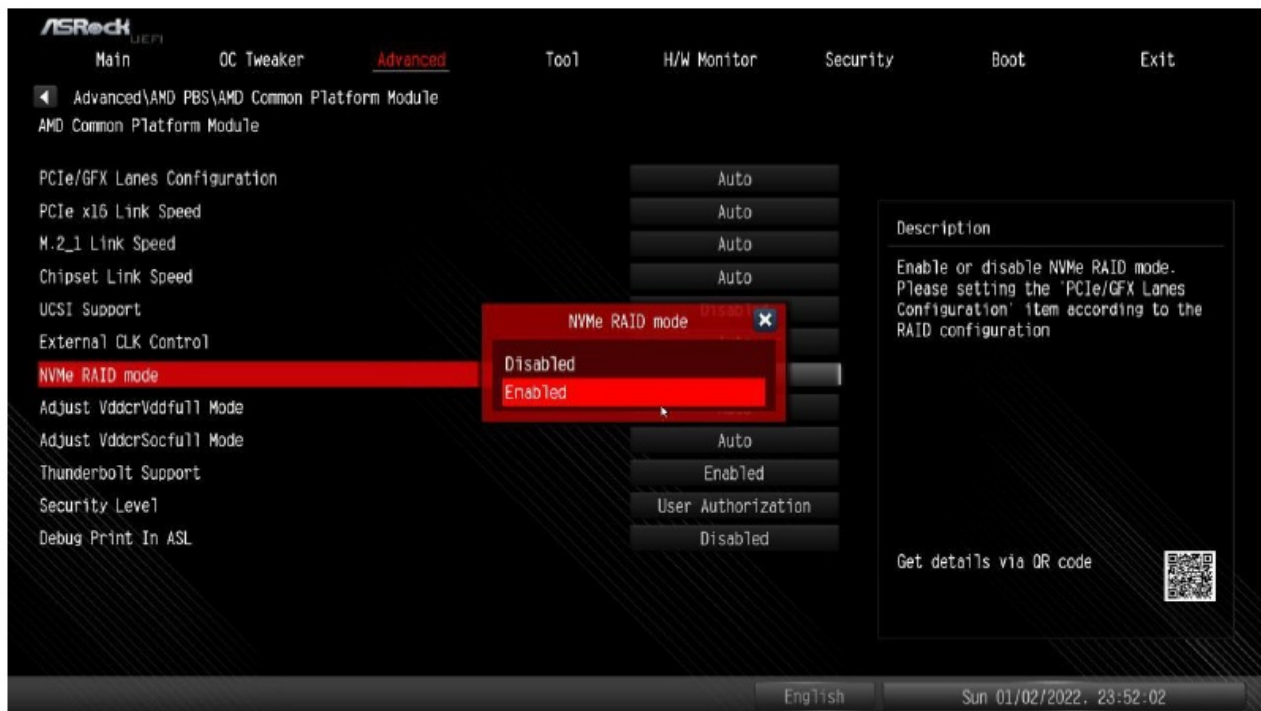 ASRock
UEFI
Main OC Tweaker Advanced Tool H/W Monitor Security Boot Exit
Advanced\AMD PBS\AMD Common Platform Module
AMD Common Platform Module
PCIe/GFX Lanes Configuration Auto
PCIe x16 Link Speed Auto
M.2_1 Link Speed Auto
Chipset Link Speed Auto
UCSI Support Disabled
External CLK Control
NVMe RAID mode
Adjust VddcrVddfull Mode
Adjust VddcrSocfull Mode Auto
Thunderbolt Support Enabled
Security Level User Authorization
Debug Print In ASL Disabled
NVMe RAID mode
Disabled
Enabled
Description
Enable or disable NVMe RAID mode.
Please setting the 'PCIe/GFX Lanes
Configuration' item according to the
RAID configuration
Get details via QR code
English Sun 01/02/2022. 23:52:02